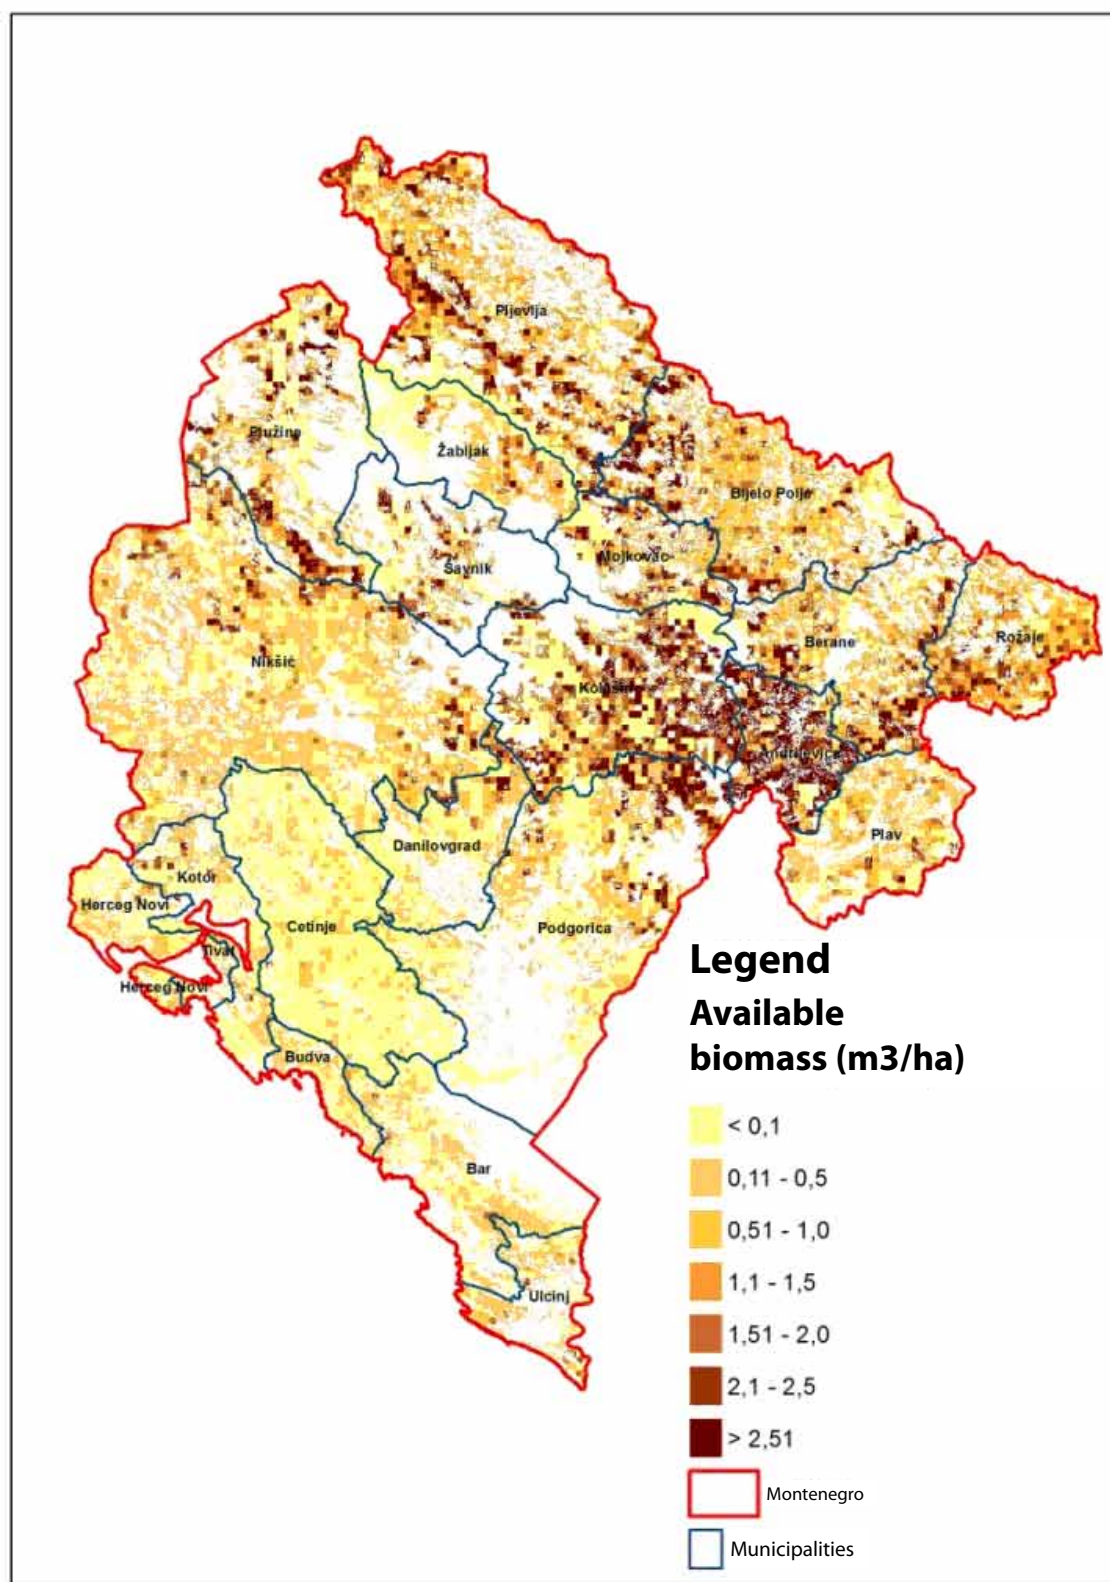 Pljevlja
Plužine
Žabljak
Bijelo Polje
Mojkovac
Šavnik
Berane
Rožaje
Nikšić
Kolašin
Andrijevica
Plav
Danilovgrad
Kotor
Herceg Novi
Cetinje
Podgorica
Tivat
Herceg Novi
Budva
Bar
Ulcinj
Legend
Available
biomass (m3/ha)
< 0,1
0,11 - 0,5
0,51 - 1,0
1,1 - 1,5
1,51 - 2,0
2,1 - 2,5
> 2,51
Montenegro
Municipalities